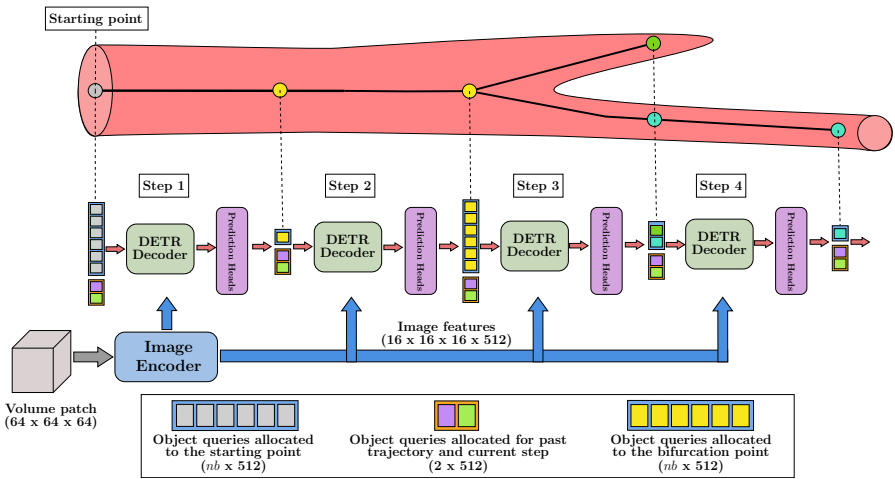 Starting point
Step 1
Step 2
Step 3
Step 4
DETR
Decoder
Prediction Heads
DETR
Decoder
Prediction Heads
DETR
Decoder
Prediction Heads
DETR
Decoder
Prediction Heads
Image
Encoder
Image features
(16 x 16 x 16 x 512)
Volume patch
(64 x 64 x 64)
Object queries allocated
to the starting point
(nb x 512)
Object queries allocated for past
trajectory and current step
(2 x 512)
Object queries allocated
to the bifurcation point
(nb x 512)